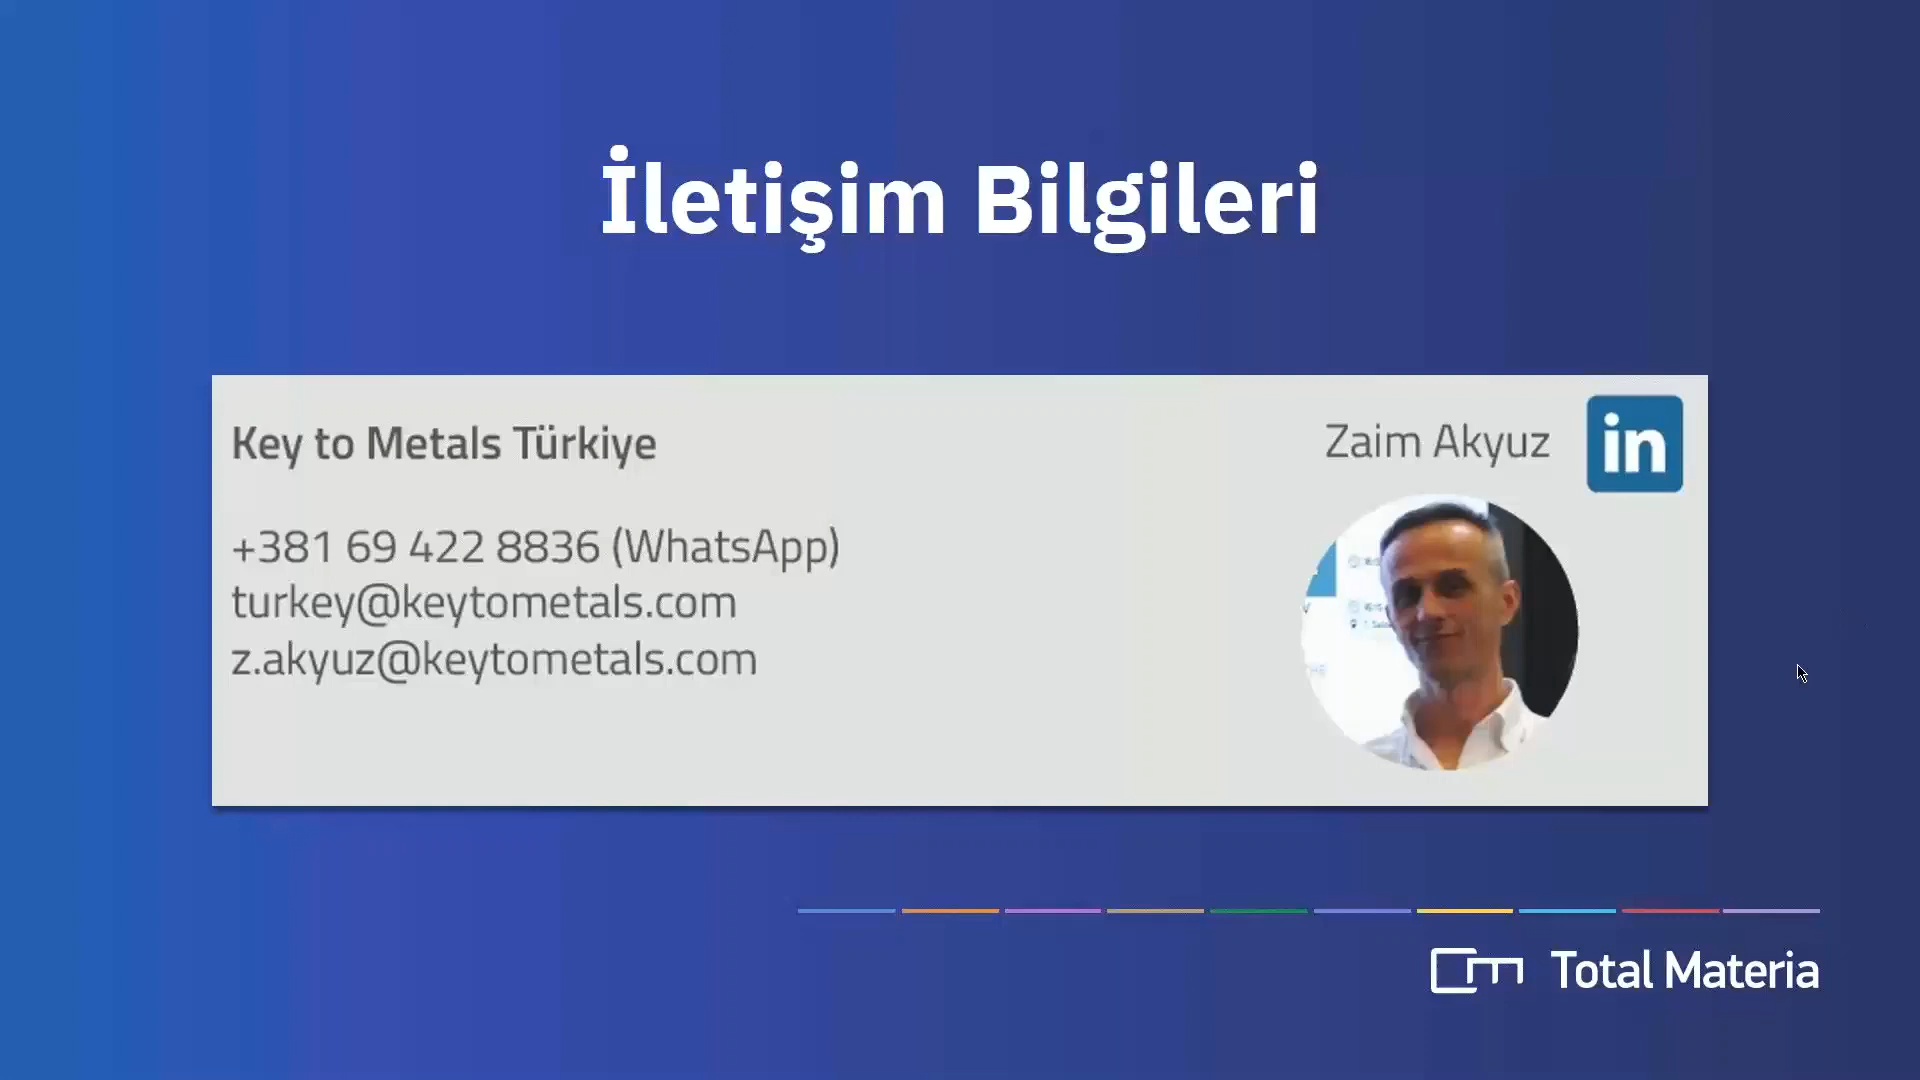 İletişim Bilgileri
Key to Metals Türkiye
Zaim Akyuz
in
+381 69 422 8836 (WhatsApp)
turkey@keytometals.com
z.akyuz@keytometals.com
Total Materia